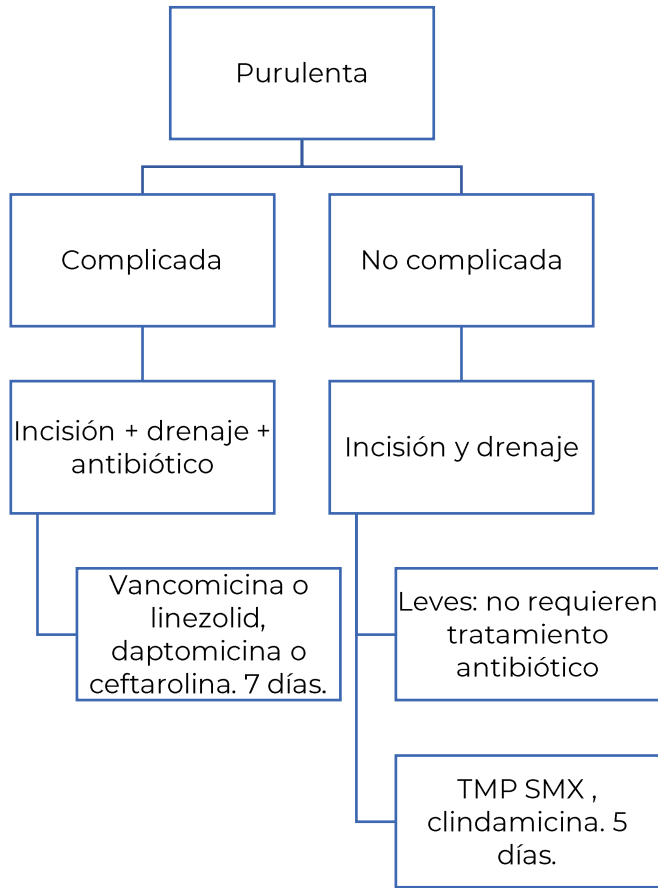 Purulenta
Complicada
No complicada
Incisión + drenaje +
antibiótico
Incisión y drenaje
Vancomicina o
linezolid,
daptomicina o
ceftarolina. 7 días.
Leves: no requieren
tratamiento
antibiótico
TMP SMX ,
clindamicina. 5
días.